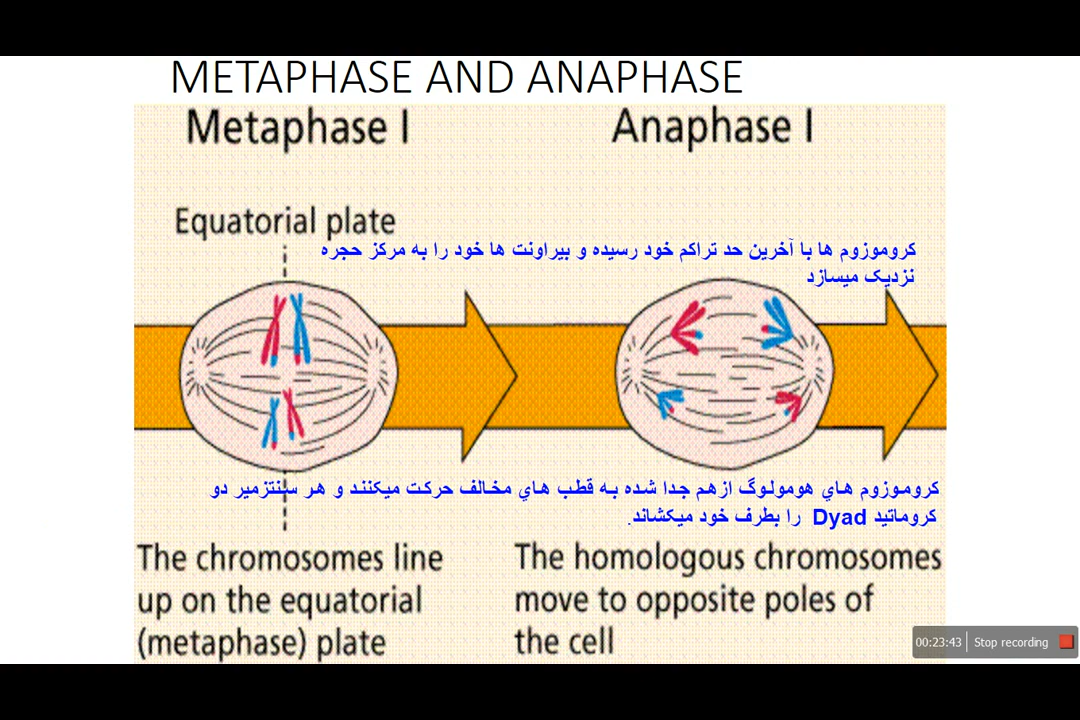 METAPHASE AND ANAPHASE
Metaphase I
Anaphase I
Equatorial plate
کروموزوم ها با آخرین حد تراکم خود رسیده و بیراونت ها خود را به مرکز حجره
نزدیک میسازد
کروموزوم هاي هومولوگ ازهم جدا شده به قطب هاي مخالف حرکت میکنند و هر سنتزمیر دو
کروماتید Dyad را بطرف خود میکشاند.
The chromosomes line
up on the equatorial
(metaphase) plate
The homologous chromosomes
move to opposite poles of
the cell
00:23:43 Stop recording